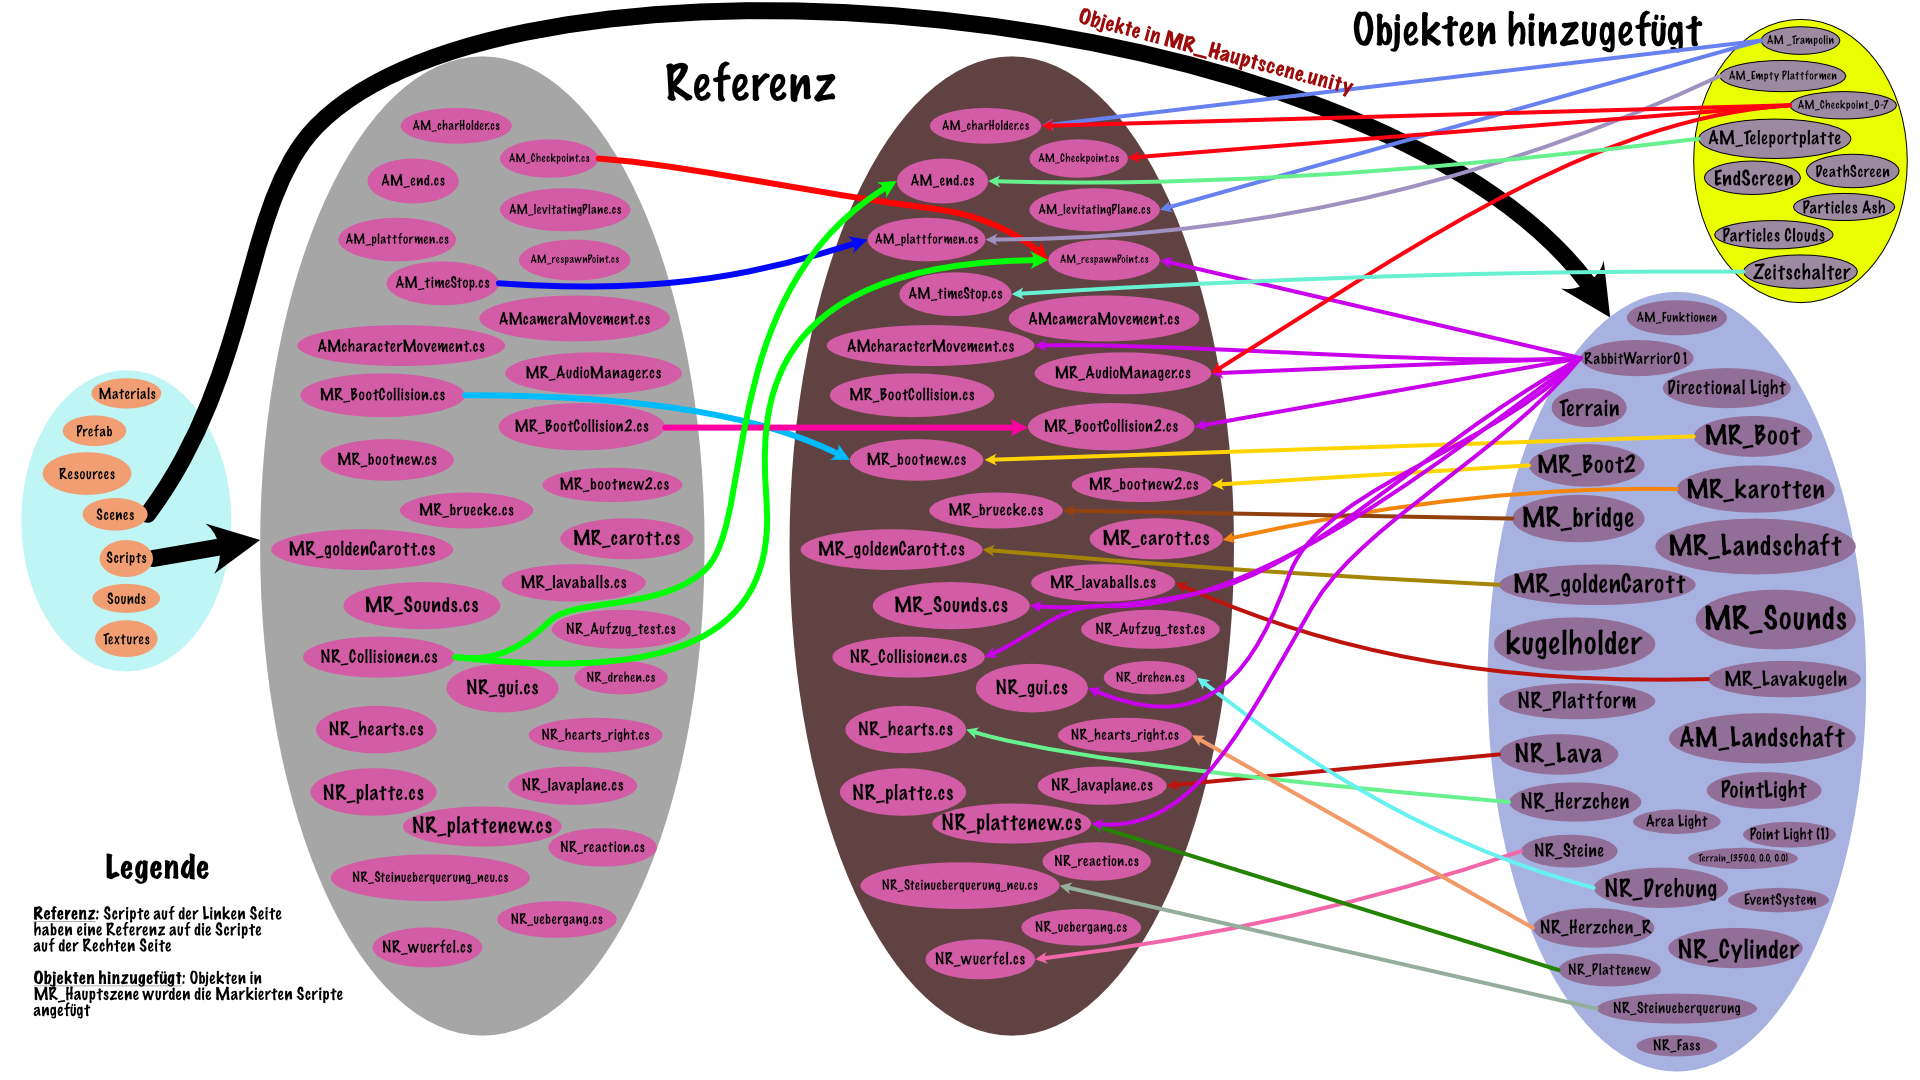 Objekte in MR_Hauptscene.unity
Objekten hinzugefügt
Referenz
Materials
Prefab
Resources
Scenes
Scripts
Sounds
Textures
Legende
Referenz: Scripte auf der Linken Seite
haben eine Referenz auf die Scripte
auf der Rechten Seite
Objekten hinzugefügt: Objekten in
MR_Hauptszene wurden die Markierten Scripte
angefügt
AM_charHolder.cs
AM_Checkpoint.cs
AM_end.cs
AM_levitatingPlane.cs
AM_plattformen.cs
AM_respawnPoint.cs
AM_timeStop.cs
AMcameraMovement.cs
AMcharacterMovement.cs
MR_AudioManager.cs
MR_BootCollision.cs
MR_BootCollision2.cs
MR_bootnew.cs
MR_bootnew2.cs
MR_bruecke.cs
MR_carott.cs
MR_goldenCarott.cs
MR_lavaballs.cs
MR_Sounds.cs
NR_Aufzug_test.cs
NR_Collisionen.cs
NR_drehen.cs
NR_gui.cs
NR_hearts.cs
NR_hearts_right.cs
NR_lavaplane.cs
NR_platte.cs
NR_plattenew.cs
NR_reaction.cs
NR_Steinueberquerung_neu.cs
NR_uebergang.cs
NR_wuerfel.cs
AM_charHolder.cs
AM_Checkpoint.cs
AM_end.cs
AM_levitatingPlane.cs
AM_plattformen.cs
AM_respawnPoint.cs
AM_timeStop.cs
AMcameraMovement.cs
AMcharacterMovement.cs
MR_AudioManager.cs
MR_BootCollision.cs
MR_BootCollision2.cs
MR_bootnew.cs
MR_bootnew2.cs
MR_bruecke.cs
MR_carott.cs
MR_goldenCarott.cs
MR_lavaballs.cs
MR_Sounds.cs
NR_Aufzug_test.cs
NR_Collisionen.cs
NR_drehen.cs
NR_gui.cs
NR_hearts.cs
NR_hearts_right.cs
NR_lavaplane.cs
NR_platte.cs
NR_plattenew.cs
NR_reaction.cs
NR_Steinueberquerung_neu.cs
NR_uebergang.cs
NR_wuerfel.cs
AM_Trampolin
AM_Empty Plattformen
AM_Checkpoint_0-7
AM_Teleportplatte
DeathScreen
EndScreen
Particles Ash
Particles Clouds
Zeitschalter
AM_Funktionen
RabbitWarrior01
Directional Light
Terrain
MR_Boot
MR_Boot2
MR_karotten
MR_bridge
MR_Landschaft
MR_goldenCarott
MR_Sounds
kugelholder
MR_Lavakugeln
NR_Plattform
AM_Landschaft
NR_Lava
PointLight
NR_Herzchen
Area Light
Point Light (1)
NR_Steine
Terrain_(350.0, 0.0, 0.0)
NR_Drehung
EventSystem
NR_Herzchen_R
NR_Cylinder
NR_Plattenew
NR_Steinueberquerung
NR_Fass